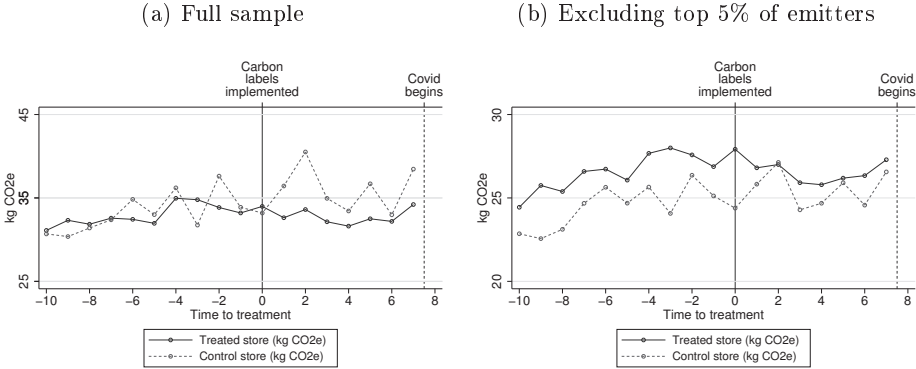 (a) Full sample
Carbon
labels
implemented
Covid
begins
45
35
25
kg CO2e
−10 −8 −6 −4 −2 0 2 4 6 8
Time to treatment
Treated store (kg CO2e)
Control store (kg CO2e)
(b) Excluding top 5% of emitters
Carbon
labels
implemented
Covid
begins
30
25
20
kg CO2e
−10 −8 −6 −4 −2 0 2 4 6 8
Time to treatment
Treated store (kg CO2e)
Control store (kg CO2e)